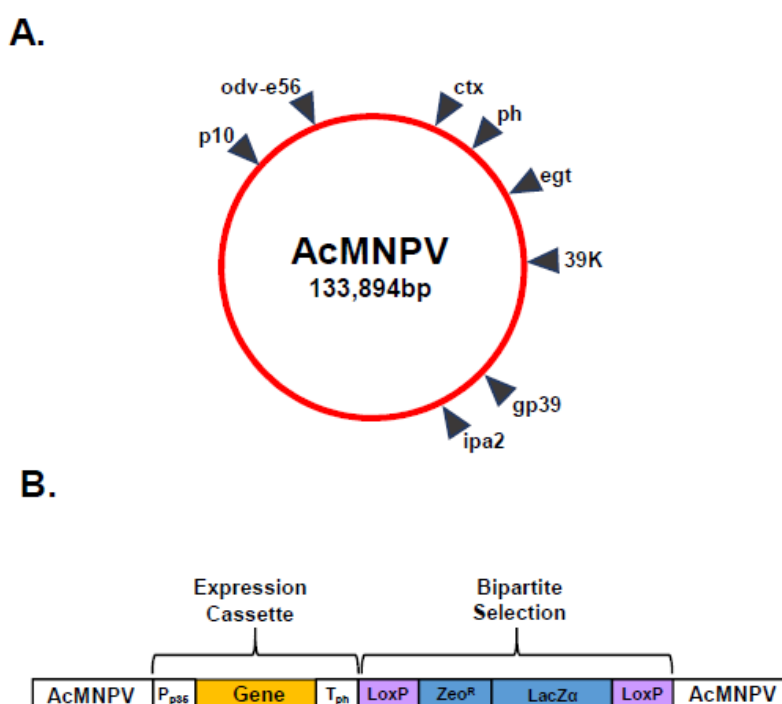 A.
odv-e56
ctx
p10
ph
egt
AcMNPV
133,894bp
39K
gp39
ipa2
B.
Expression
Cassette
Bipartite
Selection
AcMNPV Pp35 Gene Tph LoxP ZeoR LacZα LoxP AcMNPV